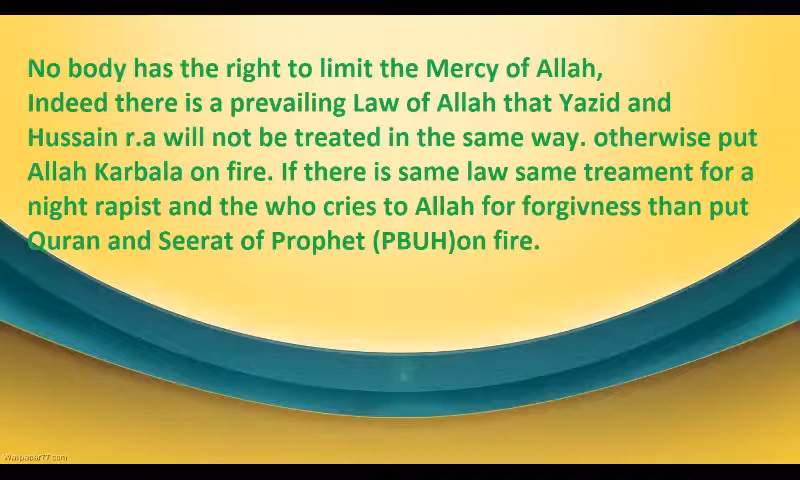 No body has the right to limit the Mercy of Allah,
Indeed there is a prevailing Law of Allah that Yazid and
Hussain r.a will not be treated in the same way. otherwise put
Allah Karbala on fire. If there is same law same treament for a
night rapist and the who cries to Allah for forgivness than put
Quran and Seerat of Prophet (PBUH)on fire.
Wallpaper77.com